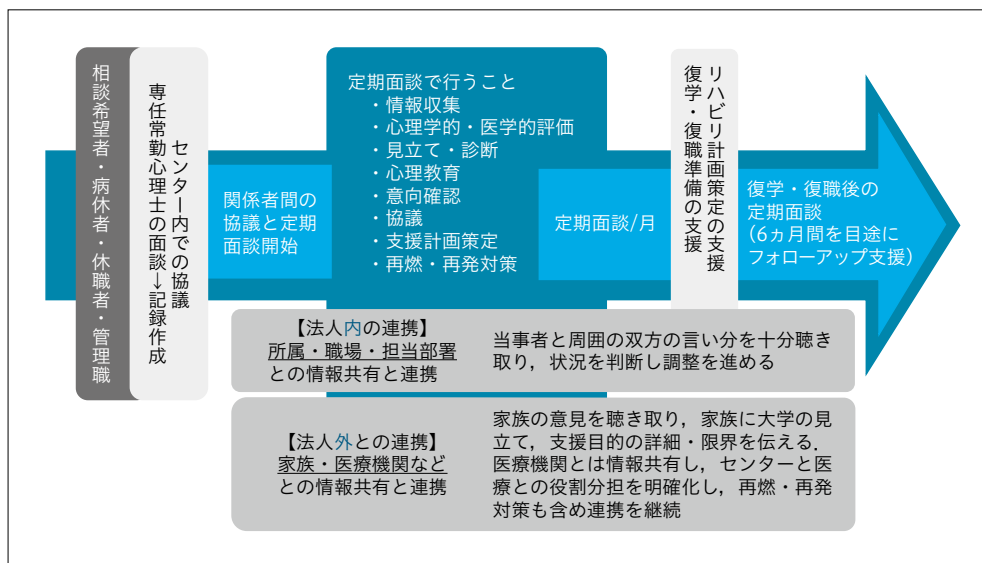 相談希望者・病休者・休職者・管理職
センター内での協議
専任常勤心理士の面談→記録作成
関係者間の
協議と定期
面談開始
定期面談で行うこと
・情報収集
・心理学的・医学的評価
・見立て・診断
・心理教育
・意向確認
・協議
・支援計画策定
・再燃・再発対策
定期面談/月
リハビリ計画策定の支援
復学・復職準備の支援
復学・復職後の
定期面談
(6ヵ月間を目途に
フォローアップ支援)
【法人内の連携】
所属・職場・担当部署
との情報共有と連携
当事者と周囲の双方の言い分を十分聴き
取り，状況を判断し調整を進める
【法人外との連携】
家族・医療機関など
との情報共有と連携
家族の意見を聴き取り，家族に大学の見
立て，支援目的の詳細・限界を伝える．
医療機関とは情報共有し，センターと医
療との役割分担を明確化し，再燃・再発
対策も含め連携を継続